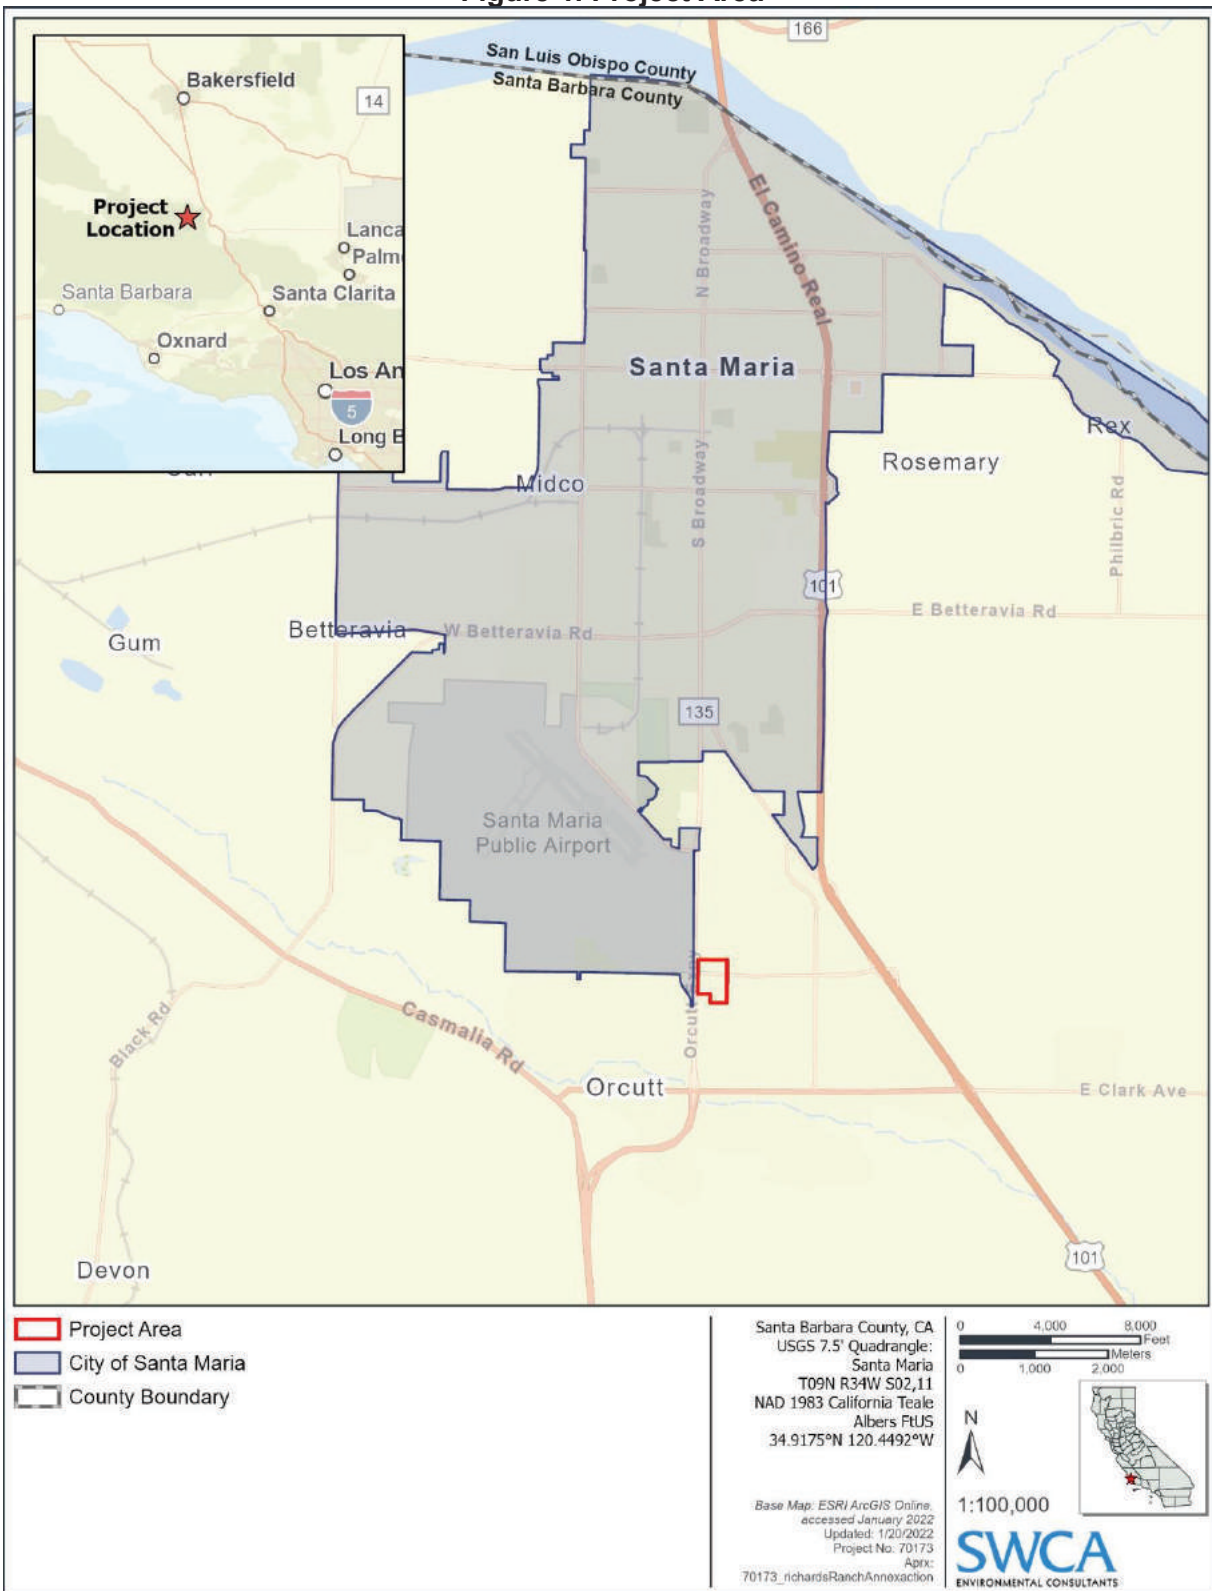 166
San Luis Obispo County
Santa Barbara County
Bakersfield
14
Project
Location
Lanca
Palm
Santa Barbara
Santa Clarita
Oxnard
Los An
5
Long B
N Broadway
El Camino Real
Santa Maria
Rex
Rosemary
Midco
S Broadway
Philbric Rd
101
E Betteravia Rd
Betteravia
W Betteravia Rd
Gum
135
Santa Maria
Public Airport
Orcutt
Black Rd
Casmalia Rd
Orcutt
E Clark Ave
101
Devon
Project Area
City of Santa Maria
County Boundary
Santa Barbara County, CA
USGS 7.5' Quadrangle:
Santa Maria
T09N R34W S02,11
NAD 1983 California Teale
Albers FtUS
34.9175°N 120.4492°W
Base Map: ESRI ArcGIS Online,
accessed January 2022
Updated: 1/20/2022
Project No: 70173
Aprx:
70173_richardsRanchAnnexaction
0 4,000 8,000
Feet
Meters
0 1,000 2,000
N
1:100,000
SWCA
ENVIRONMENTAL CONSULTANTS